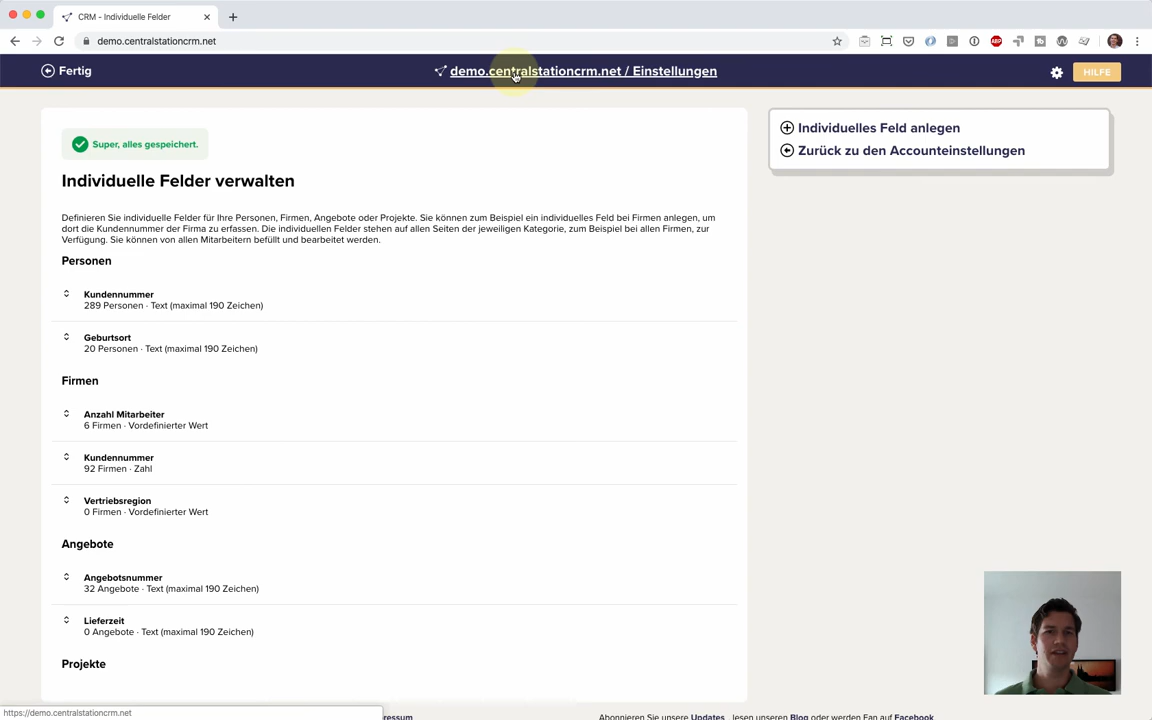 CRM - Individuelle Felder
demo.centralstationcrm.net
ABP
Fertig
demo.centralstationcrm.net / Einstellungen
HILFE
Super, alles gespeichert.
Individuelle Felder verwalten
Definieren Sie individuelle Felder für Ihre Personen, Firmen, Angebote oder Projekte. Sie können zum Beispiel ein individuelles Feld bei Firmen anlegen, um
dort die Kundennummer der Firma zu erfassen. Die individuellen Felder stehen auf allen Seiten der jeweiligen Kategorie, zum Beispiel bei allen Firmen, zur
Verfügung. Sie können von allen Mitarbeitern befüllt und bearbeitet werden.
Personen
Kundennummer
289 Personen · Text (maximal 190 Zeichen)
Geburtsort
20 Personen · Text (maximal 190 Zeichen)
Firmen
Anzahl Mitarbeiter
6 Firmen · Vordefinierter Wert
Kundennummer
92 Firmen · Zahl
Vertriebsregion
0 Firmen · Vordefinierter Wert
Angebote
Angebotsnummer
32 Angebote · Text (maximal 190 Zeichen)
Lieferzeit
0 Angebote · Text (maximal 190 Zeichen)
Projekte
Individuelles Feld anlegen
Zurück zu den Accounteinstellungen
https://demo.centralstationcrm.net
ressum
Abonnieren Sie unsere Updates, lesen unseren Blog oder werden Fan auf Facebook